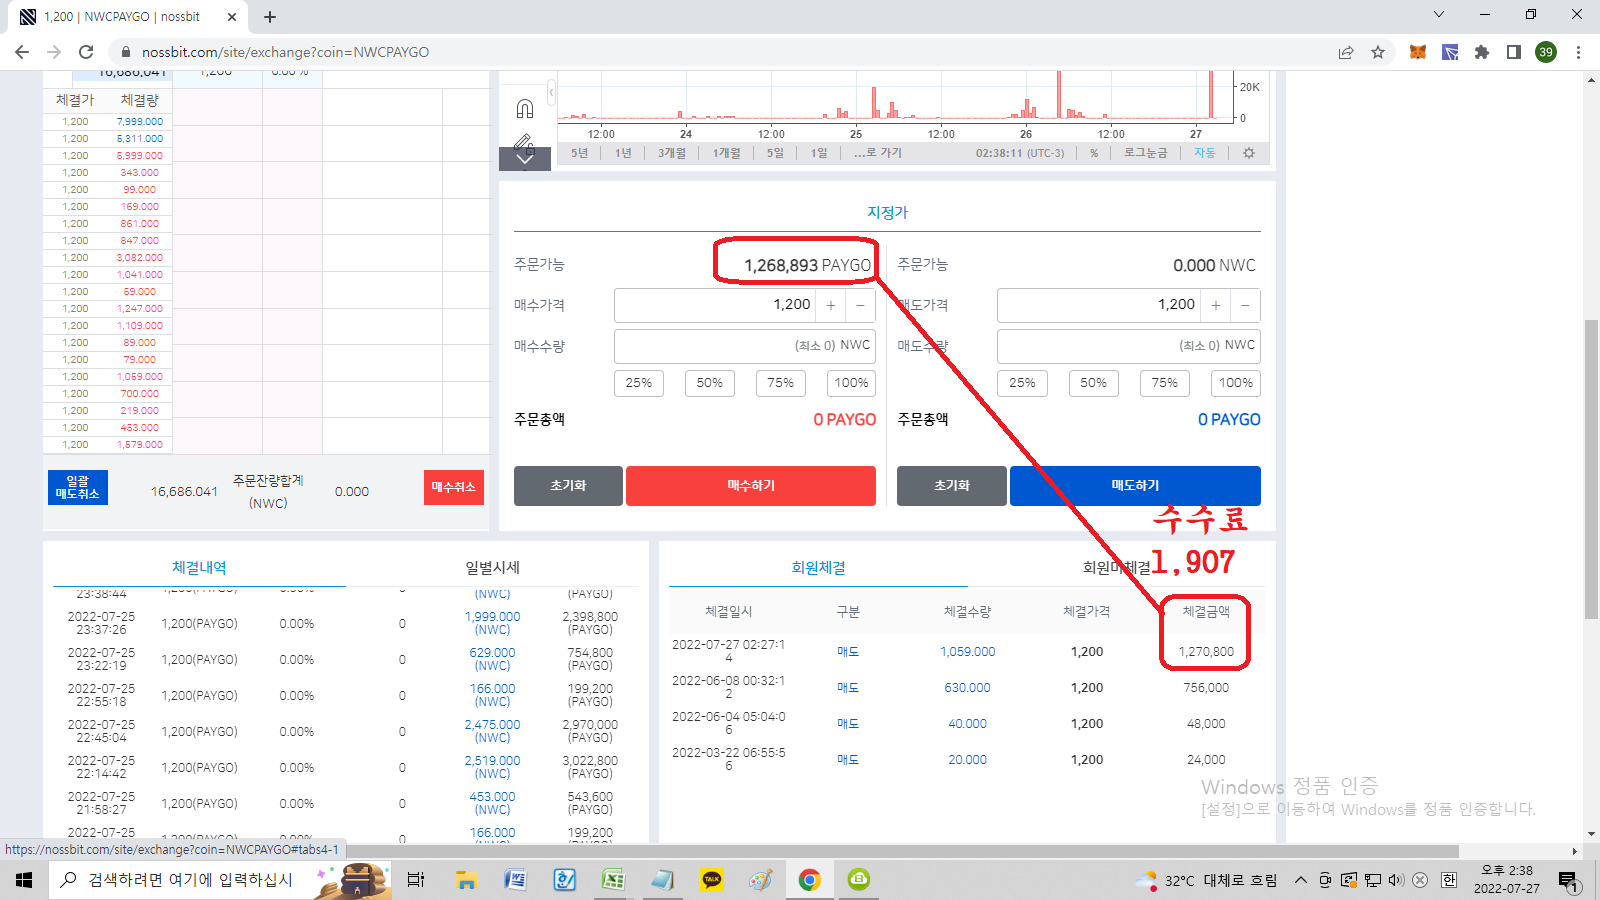 1,200 | NWCPAYGO | nossbit
nossbit.com/site/exchange?coin=NWCPAYGO
39
16,686.041 1,200 0.00 %
체결가 체결량
1,200 7,999.000
1,200 5,311.000
1,200 5,999.000
1,200 343.000
1,200 99.000
1,200 169.000
1,200 861.000
1,200 847.000
1,200 3,082.000
1,200 1,041.000
1,200 69.000
1,200 1,247.000
1,200 1,109.000
1,200 89.000
1,200 79.000
1,200 1,059.000
1,200 700.000
1,200 219.000
1,200 453.000
1,200 1,579.000
일괄
매도취소
16,686.041
주문잔량합계
(NWC)
0.000
매수취소
20K
0
12:00 24 12:00 25 12:00 26 12:00 27
5년 1년 3개월 1개월 5일 1일 ...로 가기
02:38:11 (UTC-3) % 로그눈금 자동
지정가
주문가능 1,268,893 PAYGO
매수가격 1,200 + −
매수수량 (최소 0) NWC
25% 50% 75% 100%
주문총액 0 PAYGO
초기화 매수하기
주문가능 0.000 NWC
매도가격 1,200 + −
매도수량 (최소 0) NWC
25% 50% 75% 100%
주문총액 0 PAYGO
초기화 매도하기
수수료
1,907
체결내역 일별시세
23:38:44 1,200(PAYGO) 0.00% 0 (NWC) (PAYGO)
2022-07-25
23:37:26 1,200(PAYGO) 0.00% 0 1,999.000
(NWC) 2,398,800
(PAYGO)
2022-07-25
23:22:19 1,200(PAYGO) 0.00% 0 629.000
(NWC) 754,800
(PAYGO)
2022-07-25
22:55:18 1,200(PAYGO) 0.00% 0 166.000
(NWC) 199,200
(PAYGO)
2022-07-25
22:45:04 1,200(PAYGO) 0.00% 0 2,475.000
(NWC) 2,970,000
(PAYGO)
2022-07-25
22:14:42 1,200(PAYGO) 0.00% 0 2,519.000
(NWC) 3,022,800
(PAYGO)
2022-07-25
21:58:27 1,200(PAYGO) 0.00% 0 453.000
(NWC) 543,600
(PAYGO)
2022-07-25 1,200(PAYGO) 0.00% 0 166.000
(NWC) 199,200
(PAYGO)
회원체결 회원미체결
체결일시 구분 체결수량 체결가격 체결금액
2022-07-27 02:27:1
4 매도 1,059.000 1,200 1,270,800
2022-06-08 00:32:1
2 매도 630.000 1,200 756,000
2022-06-04 05:04:0
6 매도 40.000 1,200 48,000
2022-03-22 06:55:5
6 매도 20.000 1,200 24,000
Windows 정품 인증
[설정]으로 이동하여 Windows를 정품 인증합니다.
https://nossbit.com/site/exchange?coin=NWCPAYGO#tabs4-1
검색하려면 여기에 입력하십시
TALK
32°C 대체로 흐림
한
오후 2:38
2022-07-27
1